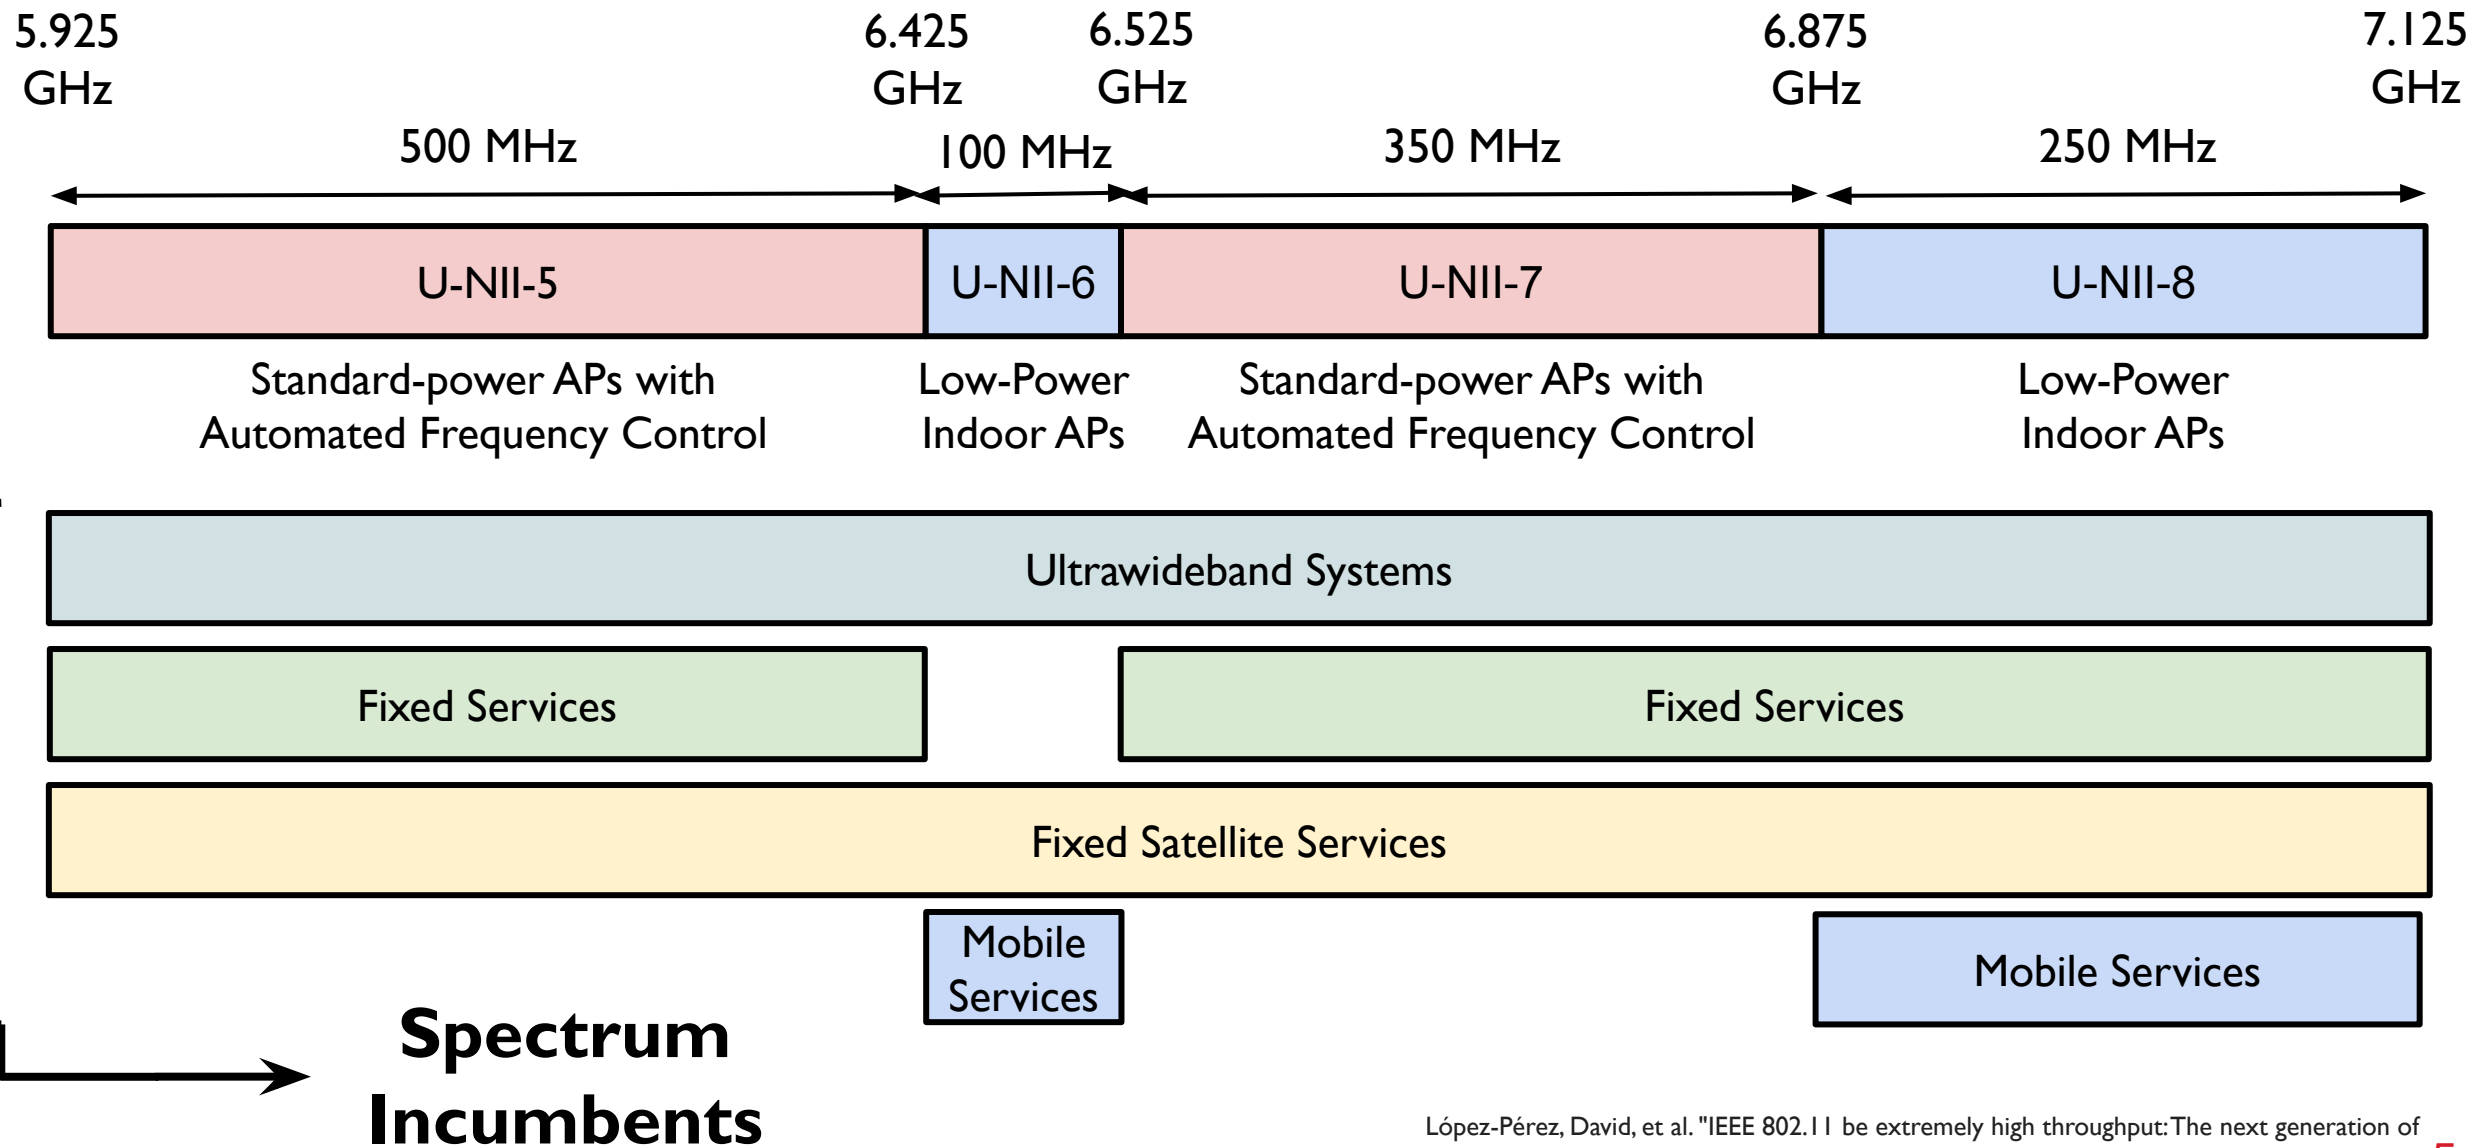 5.925
GHz
6.425
GHz
6.525
GHz
6.875
GHz
7.125
GHz
500 MHz
100 MHz
350 MHz
250 MHz
U-NII-5
U-NII-6
U-NII-7
U-NII-8
Standard-power APs with
Automated Frequency Control
Low-Power
Indoor APs
Standard-power APs with
Automated Frequency Control
Low-Power
Indoor APs
Ultrawideband Systems
Fixed Services
Fixed Services
Fixed Satellite Services
Mobile
Services
Mobile Services
Spectrum
Incumbents
López-Pérez, David, et al. "IEEE 802.11 be extremely high throughput: The next generation of